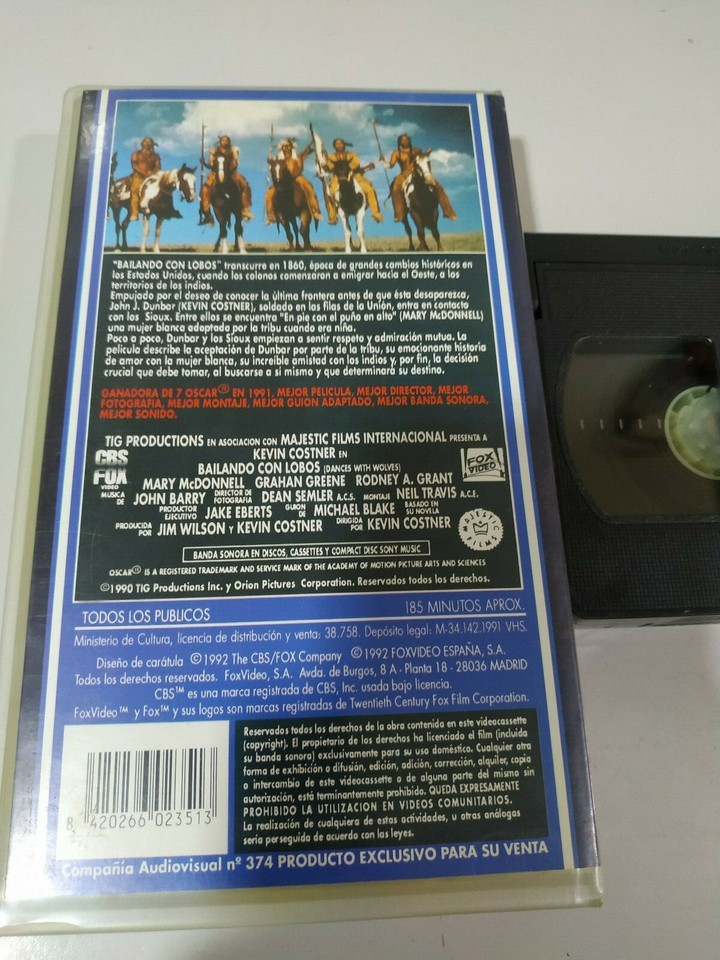 "BAILANDO CON LOBOS" transcurre en 1860, época de grandes cambios históricos en
los Estados Unidos, cuando los colonos comenzaron a emigrar hacia el Oeste, a los
territorios de los indios.
Empujado por el deseo de conocer la última frontera antes de que ésta desaparezca,
John J. Dunbar (KEVIN COSTNER), soldado en las filas de la Unión, entra en contacto
con los Sioux. Entre ellos se encuentra "En pie con el puño en alto" (MARY McDONNELL)
una mujer blanca adoptada por la tribu cuando era niña.
Poco a poco, Dunbar y los Sioux empiezan a sentir respeto y admiración mutua. La
película describe la aceptación de Dunbar por parte de la tribu, su emocionante historia
de amor con la mujer blanca, su increíble amistad con los indios y, por fin, la decisión
crucial que debe tomar, al buscarse a si mismo y que determinará su destino.
GANADORA DE 7 OSCAR® EN 1991, MEJOR PELICULA, MEJOR DIRECTOR, MEJOR
FOTOGRAFIA, MEJOR MONTAJE, MEJOR GUION ADAPTADO, MEJOR BANDA SONORA,
MEJOR SONIDO.
TIG PRODUCTIONS EN ASOCIACION CON MAJESTIC FILMS INTERNACIONAL PRESENTA A
KEVIN COSTNER EN
BAILANDO CON LOBOS (DANCES WITH WOLVES)
CBS FOX VIDEO
FOX VIDEO
MARY McDONNELL GRAHAN GREENE RODNEY A. GRANT
MUSICA DE JOHN BARRY DIRECTOR DE FOTOGRAFIA DEAN SEMLER A.C.S. MONTAJE NEIL TRAVIS A.C.E.
PRODUCTOR EJECUTIVO JAKE EBERTS GUION DE MICHAEL BLAKE BASADO EN SU NOVELA
PRODUCIDA POR JIM WILSON Y KEVIN COSTNER DIRIGIDA POR KEVIN COSTNER
MAJESTIC FILMS
BANDA SONORA EN DISCOS, CASSETTES Y COMPACT DISC SONY MUSIC
OSCAR® IS A REGISTERED TRADEMARK AND SERVICE MARK OF THE ACADEMY OF MOTION PICTURE ARTS AND SCIENCES
©1990 TIG Productions Inc. y Orion Pictures Corporation. Reservados todos los derechos.
TODOS LOS PUBLICOS 185 MINUTOS APROX.
Ministerio de Cultura, licencia de distribución y venta: 38.758. Depósito legal: M-34.142.1991 VHS.
Diseño de carátula ©1992 The CBS/FOX Company ©1992 FOXVIDEO ESPAÑA, S.A.
Todos los derechos reservados. FoxVideo, S.A. Avda. de Burgos, 8 A - Planta 18 - 28036 MADRID
CBS™ es una marca registrada de CBS, Inc. usada bajo licencia.
FoxVideo™ y Fox™ y sus logos son marcas registradas de Twentieth Century Fox Film Corporation.
Reservados todos los derechos de la obra contenida en este videocassette
(copyright). El propietario de los derechos ha licenciado el film (incluida
su banda sonora) exclusivamente para su uso doméstico. Cualquier otra
forma de exhibición o difusión, edición, adición, corrección, alquiler, copia
o intercambio de este videocassette o de alguna parte del mismo sin
autorización, está terminantemente prohibido. QUEDA EXPRESAMENTE
PROHIBIDO LA UTILIZACION EN VIDEOS COMUNITARIOS.
La realización de cualquiera de estas actividades, u otras análogas
sería perseguida de acuerdo con las leyes.
8 420266 023513
Compañía Audiovisual nº 374 PRODUCTO EXCLUSIVO PARA SU VENTA